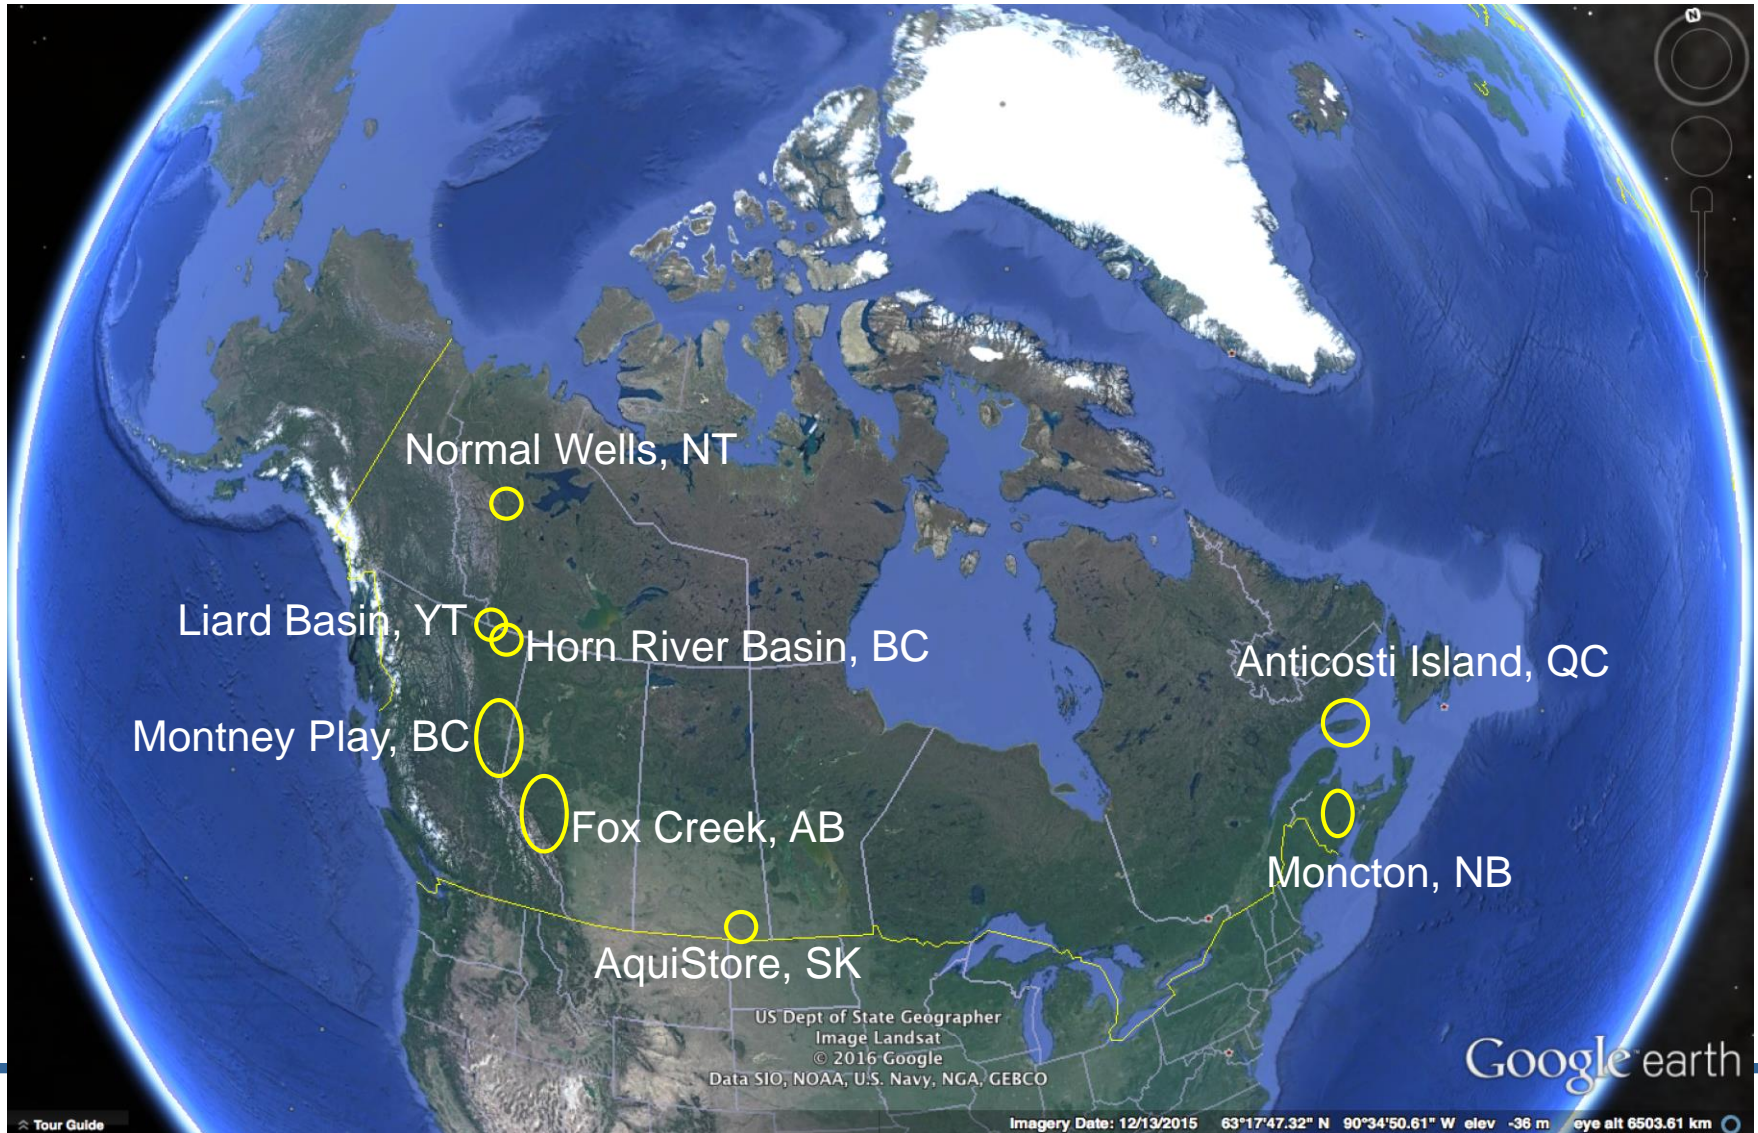 N
Normal Wells, NT
Liard Basin, YT
Horn River Basin, BC
Anticosti Island, QC
Montney Play, BC
Fox Creek, AB
Moncton, NB
AquiStore, SK
US Dept of State Geographer
Image Landsat
© 2016 Google
Data SIO, NOAA, U.S. Navy, NGA, GEBCO
Google earth
Tour Guide
Imagery Date: 12/13/2015 63°17'47.32" N 90°34'50.61" W elev -36 m eye alt 6503.61 km